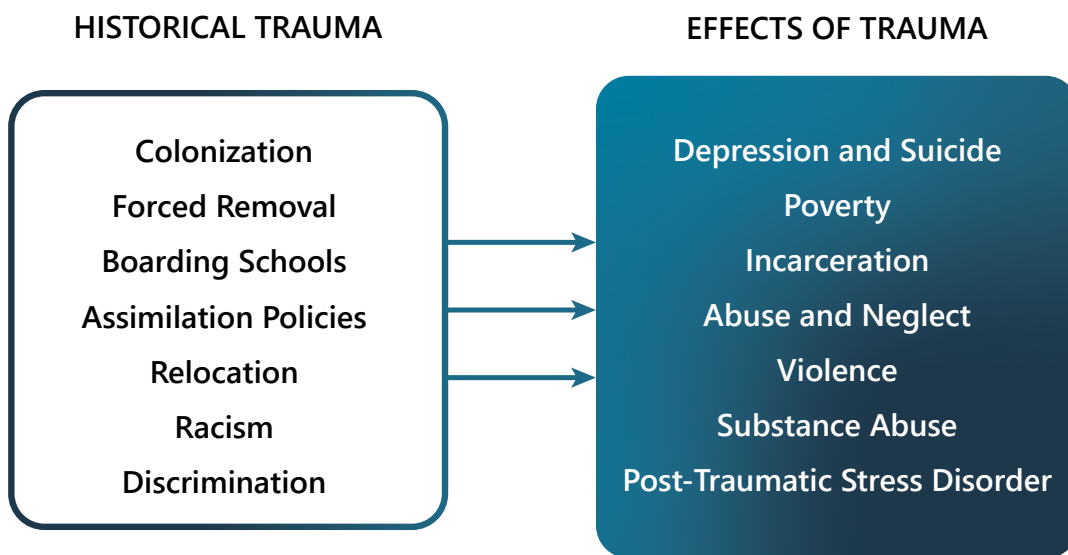 HISTORICAL TRAUMA
Colonization
Forced Removal
Boarding Schools
Assimilation Policies
Relocation
Racism
Discrimination
EFFECTS OF TRAUMA
Depression and Suicide
Poverty
Incarceration
Abuse and Neglect
Violence
Substance Abuse
Post-Traumatic Stress Disorder